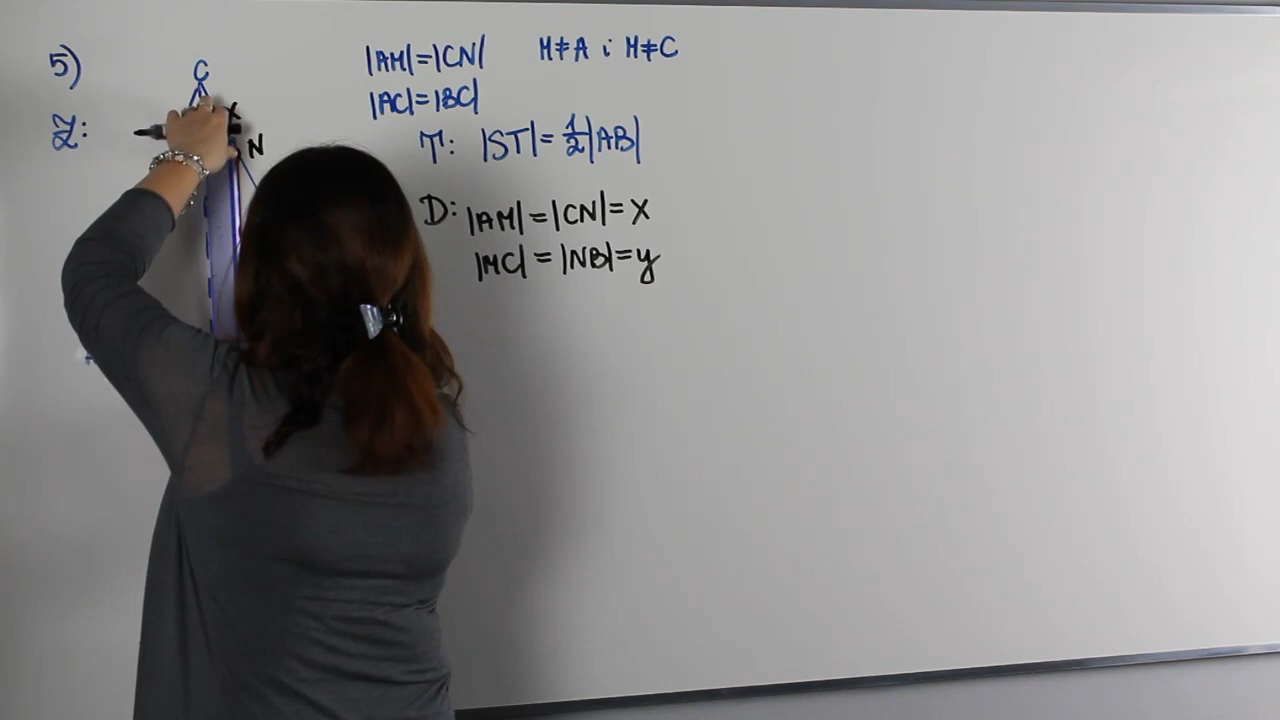 5)
C
|AM|=|CN| M≠A i M≠C
|AC|=|BC|
Z:
x
N
T: |ST|=1/2|AB|
D: |AM|=|CN|=x
|MC|=|NB|=y